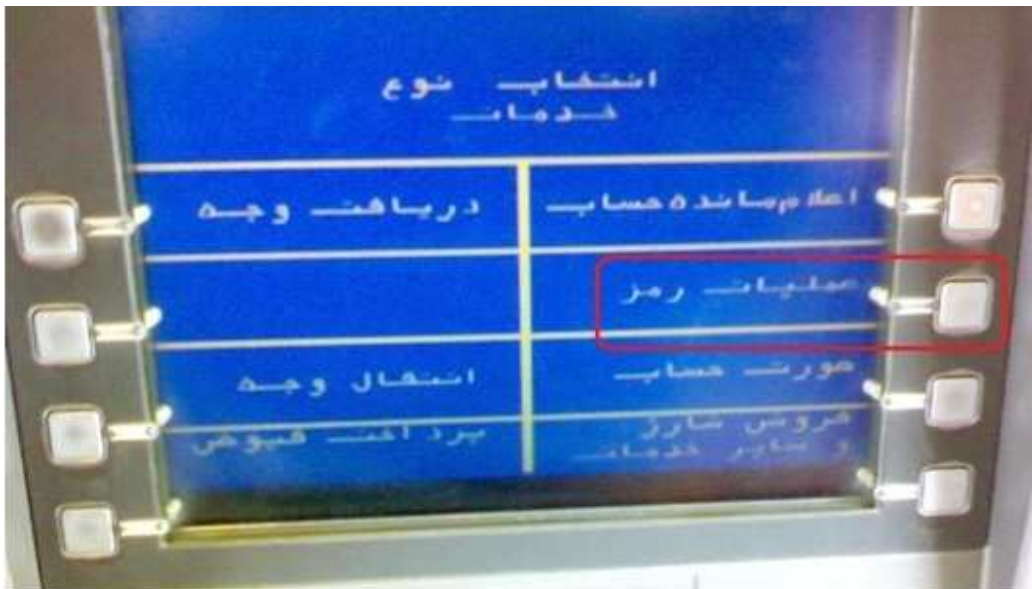 انتخاب نوع
خدمات
اعلام مانده حساب
دریافت وجه
عملیات رمز
صورت حساب
انتقال وجه
فروش شارژ
و سایر خدمات
پرداخت قبوض